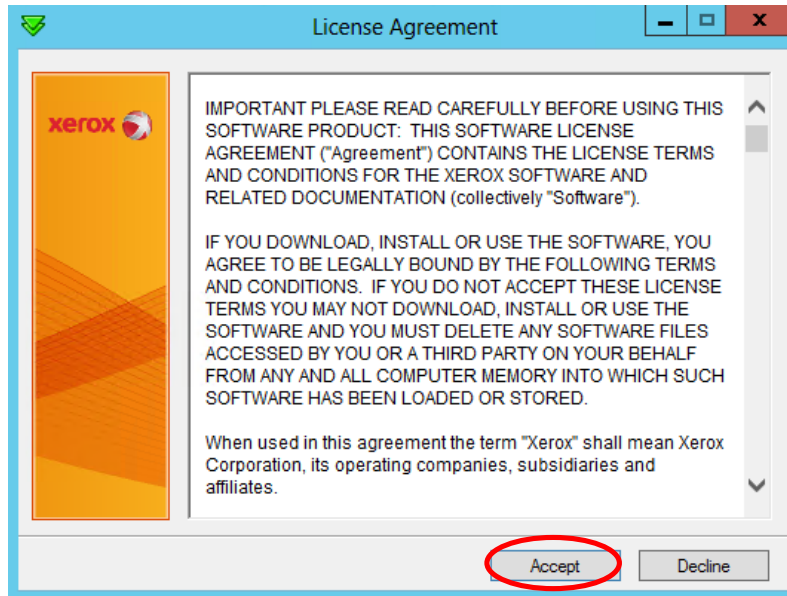 License Agreement
xerox
IMPORTANT PLEASE READ CAREFULLY BEFORE USING THIS
SOFTWARE PRODUCT: THIS SOFTWARE LICENSE
AGREEMENT ("Agreement") CONTAINS THE LICENSE TERMS
AND CONDITIONS FOR THE XEROX SOFTWARE AND
RELATED DOCUMENTATION (collectively "Software").
IF YOU DOWNLOAD, INSTALL OR USE THE SOFTWARE, YOU
AGREE TO BE LEGALLY BOUND BY THE FOLLOWING TERMS
AND CONDITIONS. IF YOU DO NOT ACCEPT THESE LICENSE
TERMS YOU MAY NOT DOWNLOAD, INSTALL OR USE THE
SOFTWARE AND YOU MUST DELETE ANY SOFTWARE FILES
ACCESSED BY YOU OR A THIRD PARTY ON YOUR BEHALF
FROM ANY AND ALL COMPUTER MEMORY INTO WHICH SUCH
SOFTWARE HAS BEEN LOADED OR STORED.
When used in this agreement the term "Xerox" shall mean Xerox
Corporation, its operating companies, subsidiaries and
affiliates.
Accept Decline